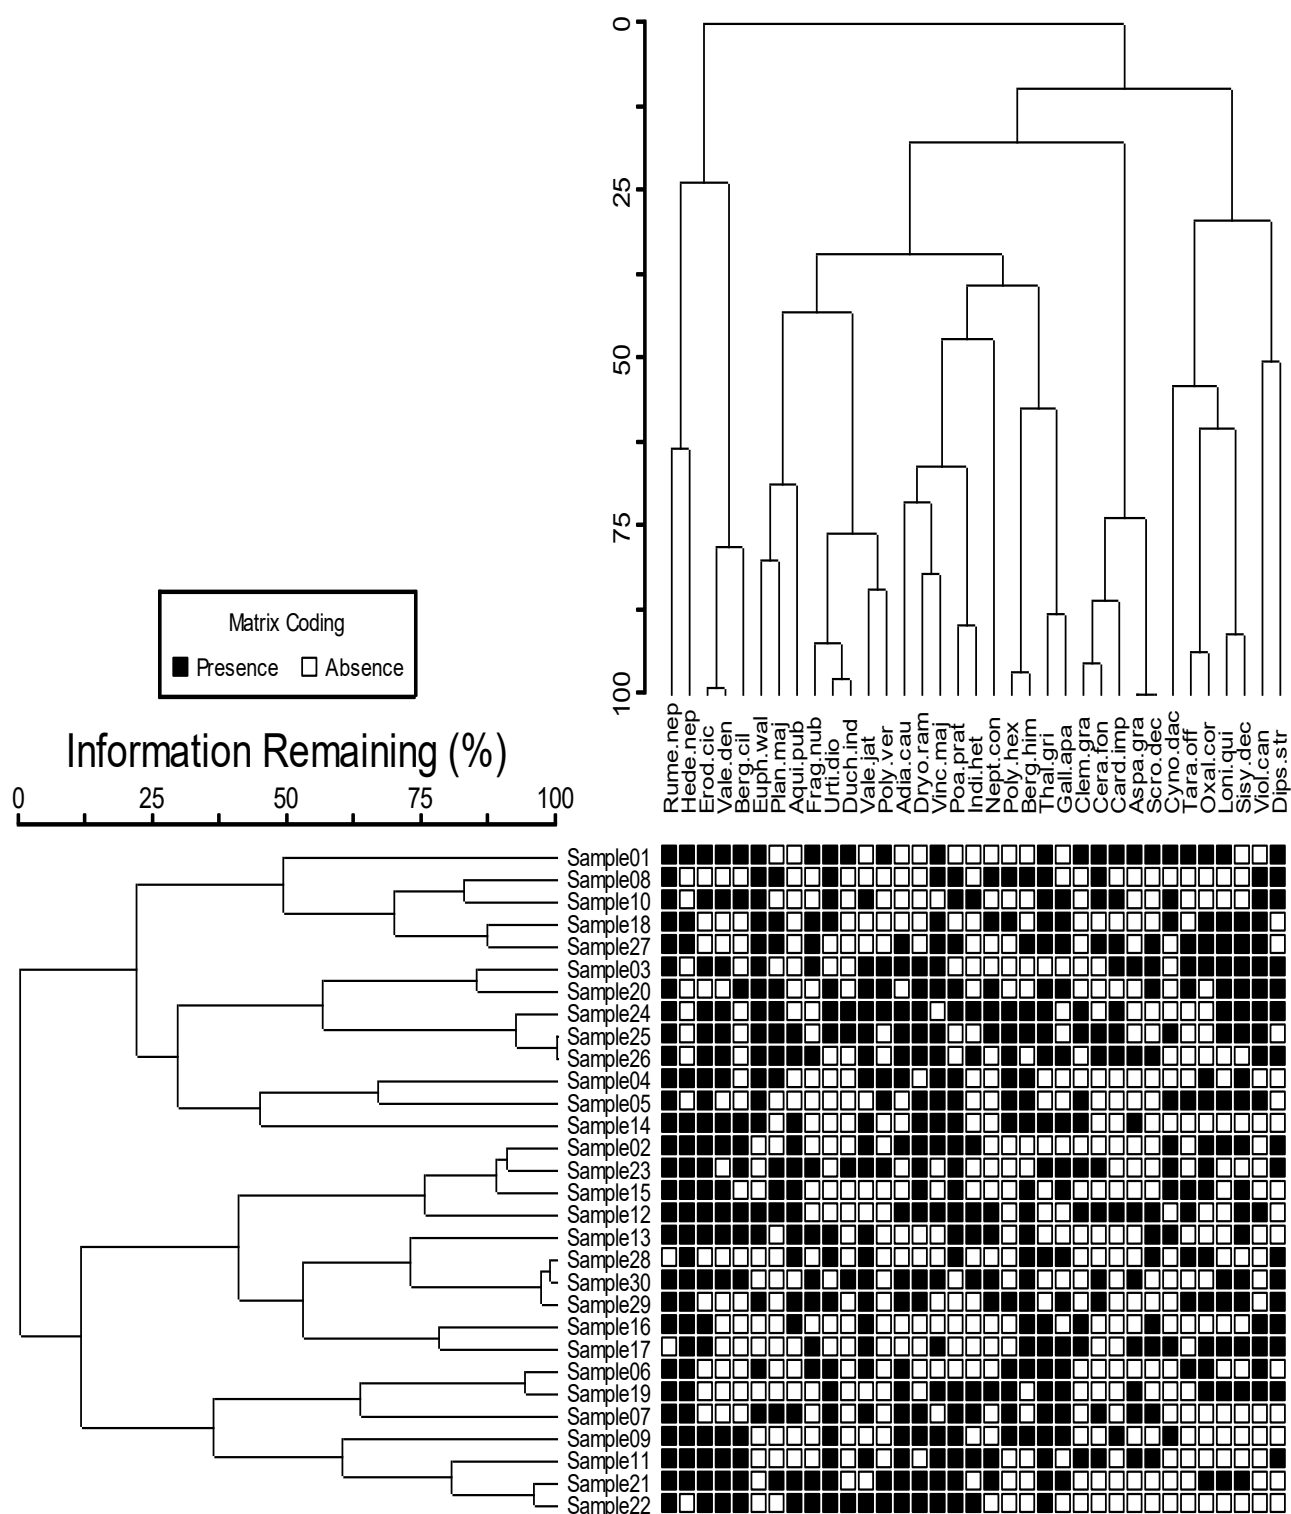 0
25
50
75
100
Matrix Coding
Presence Absence
Information Remaining (%)
0 25 50 75 100
Rume.nep
Hede.nep
Erod.cic
Vale.den
Berg.cil
Euph.wal
Plan.maj
Aqui.pub
Frag.nub
Urti.dio
Duch.ind
Vale.jat
Poly.ver
Adia.cau
Dryo.ram
Vinc.maj
Poa.prat
Indi.het
Nept.con
Poly.hex
Berg.him
Thal.gri
Gall.apa
Clem.gra
Cera.fon
Card.imp
Aspa.gra
Scro.dec
Cyno.dac
Tara.off
Oxal.cor
Loni.qui
Sisy.dec
Viol.can
Dips.str
Sample01
Sample08
Sample10
Sample18
Sample27
Sample03
Sample20
Sample24
Sample25
Sample26
Sample04
Sample05
Sample14
Sample02
Sample23
Sample15
Sample12
Sample13
Sample28
Sample30
Sample29
Sample16
Sample17
Sample06
Sample19
Sample07
Sample09
Sample11
Sample21
Sample22